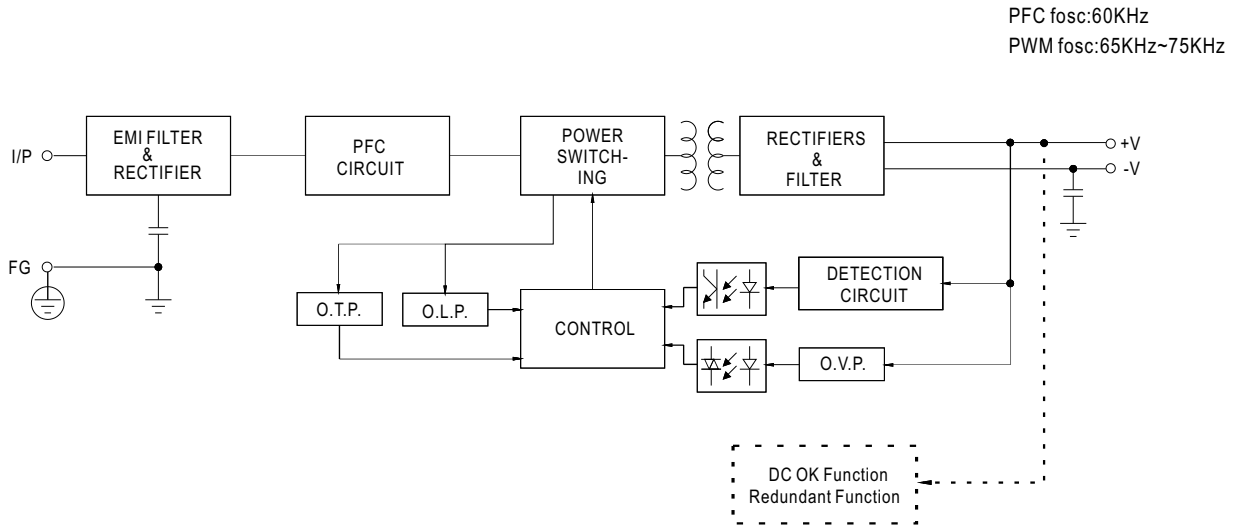 PFC fosc:60KHz
PWM fosc:65KHz~75KHz
I/P
EMI FILTER
&
RECTIFIER
PFC
CIRCUIT
POWER
SWITCH-
ING
RECTIFIERS
&
FILTER
+V
-V
FG
O.T.P.
O.L.P.
CONTROL
DETECTION
CIRCUIT
O.V.P.
DC OK Function
Redundant Function